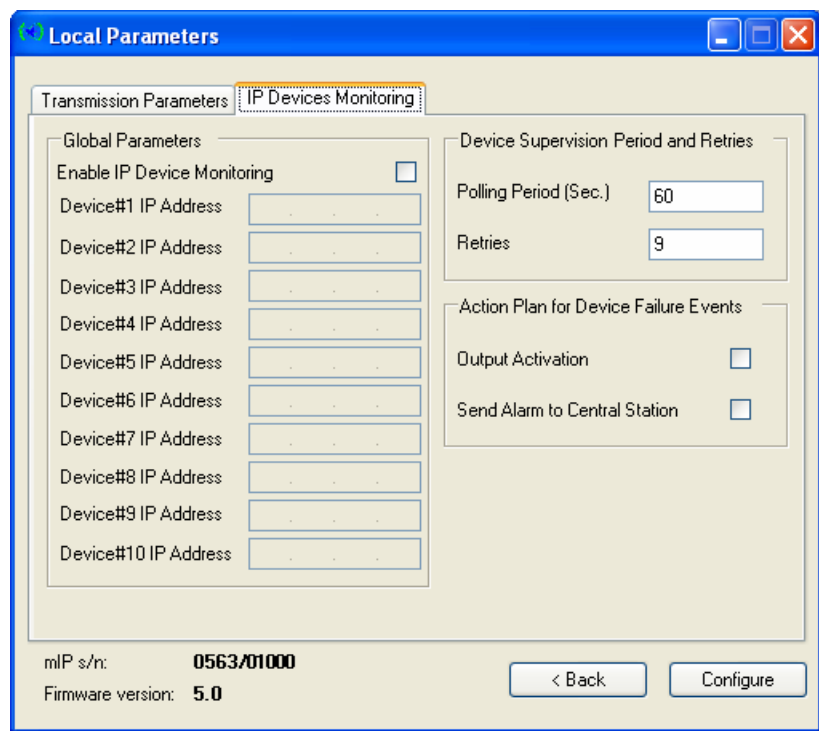 Local Parameters
Transmission Parameters
IP Devices Monitoring
Global Parameters
Enable IP Device Monitoring
Device#1 IP Address
Device#2 IP Address
Device#3 IP Address
Device#4 IP Address
Device#5 IP Address
Device#6 IP Address
Device#7 IP Address
Device#8 IP Address
Device#9 IP Address
Device#10 IP Address
Device Supervision Period and Retries
Polling Period (Sec.) 60
Retries 9
Action Plan for Device Failure Events
Output Activation
Send Alarm to Central Station
mIP s/n: 0563/01000
Firmware version: 5.0
< Back
Configure